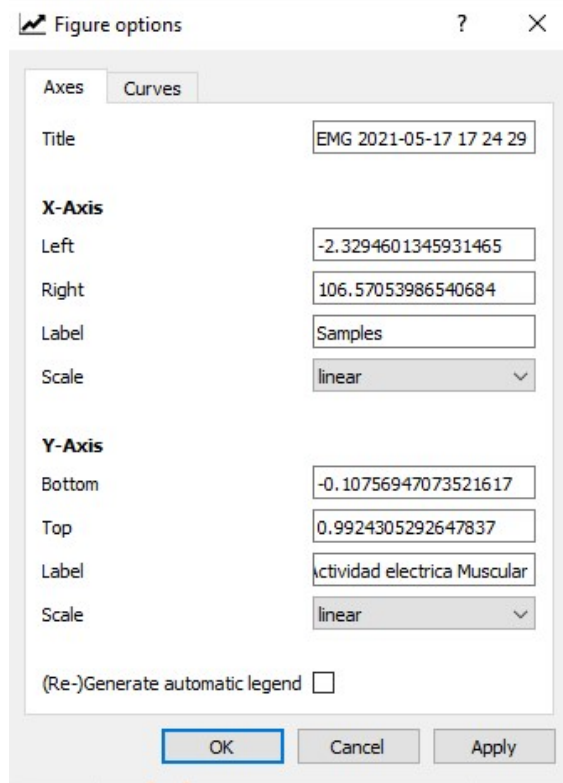 Figure options
Axes Curves
Title EMG 2021-05-17 17 24 29
X-Axis
Left -2.3294601345931465
Right 106.57053986540684
Label Samples
Scale linear
Y-Axis
Bottom -0.10756947073521617
Top 0.9924305292647837
Label Actividad electrica Muscular
Scale linear
(Re-)Generate automatic legend
OK Cancel Apply